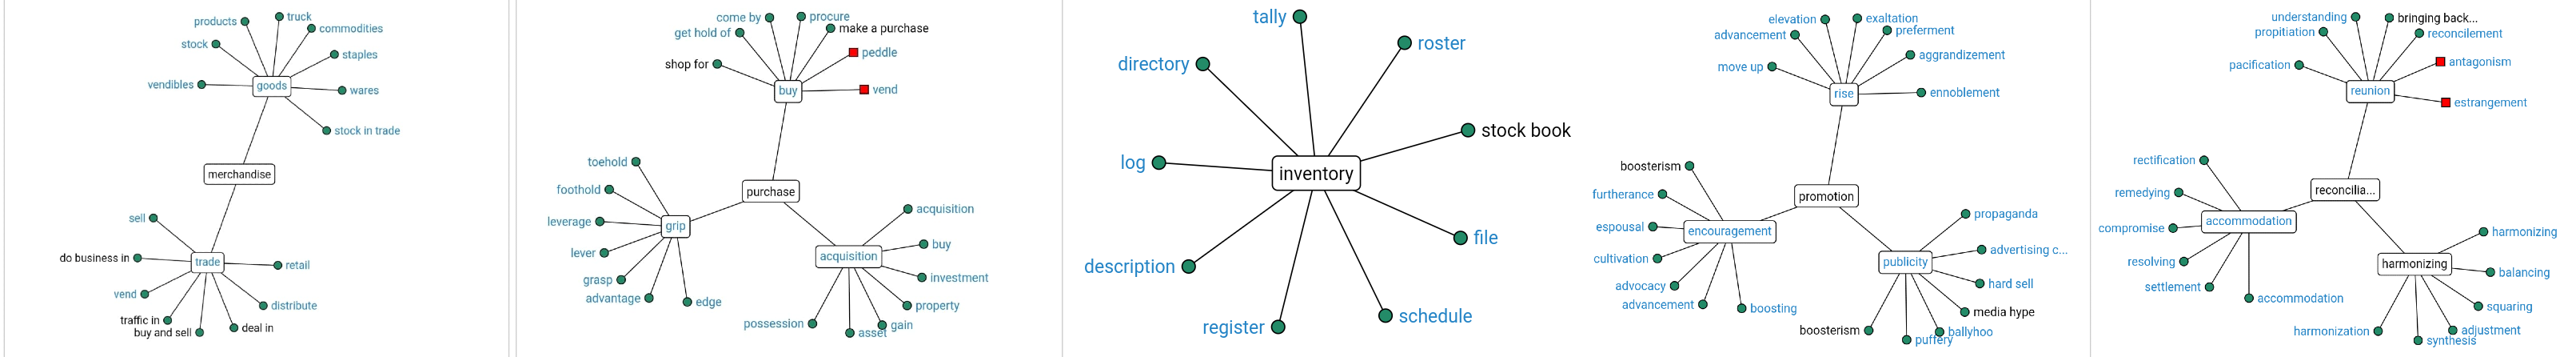 products
truck
commodities
stock
staples
vendibles
goods
wares
stock in trade
merchandise
sell
do business in
trade
retail
vend
distribute
traffic in
buy and sell
deal in
come by
procure
get hold of
make a purchase
shop for
peddle
buy
vend
toehold
purchase
foothold
acquisition
leverage
grip
buy
lever
acquisition
grasp
investment
advantage
edge
property
possession
gain
asset
tally
roster
directory
stock book
log
inventory
file
description
register
schedule
elevation
exaltation
advancement
preferment
aggrandizement
move up
rise
ennoblement
boosterism
furtherance
promotion
propaganda
espousal
encouragement
advertising c...
cultivation
publicity
advocacy
hard sell
advancement
boosting
media hype
boosterism
ballyhoo
puffery
understanding
bringing back...
propitiation
reconcilement
pacification
antagonism
reunion
estrangement
rectification
remedying
reconcilia...
compromise
accommodation
harmonizing
resolving
harmonizing
balancing
settlement
accommodation
squaring
harmonization
adjustment
synthesis